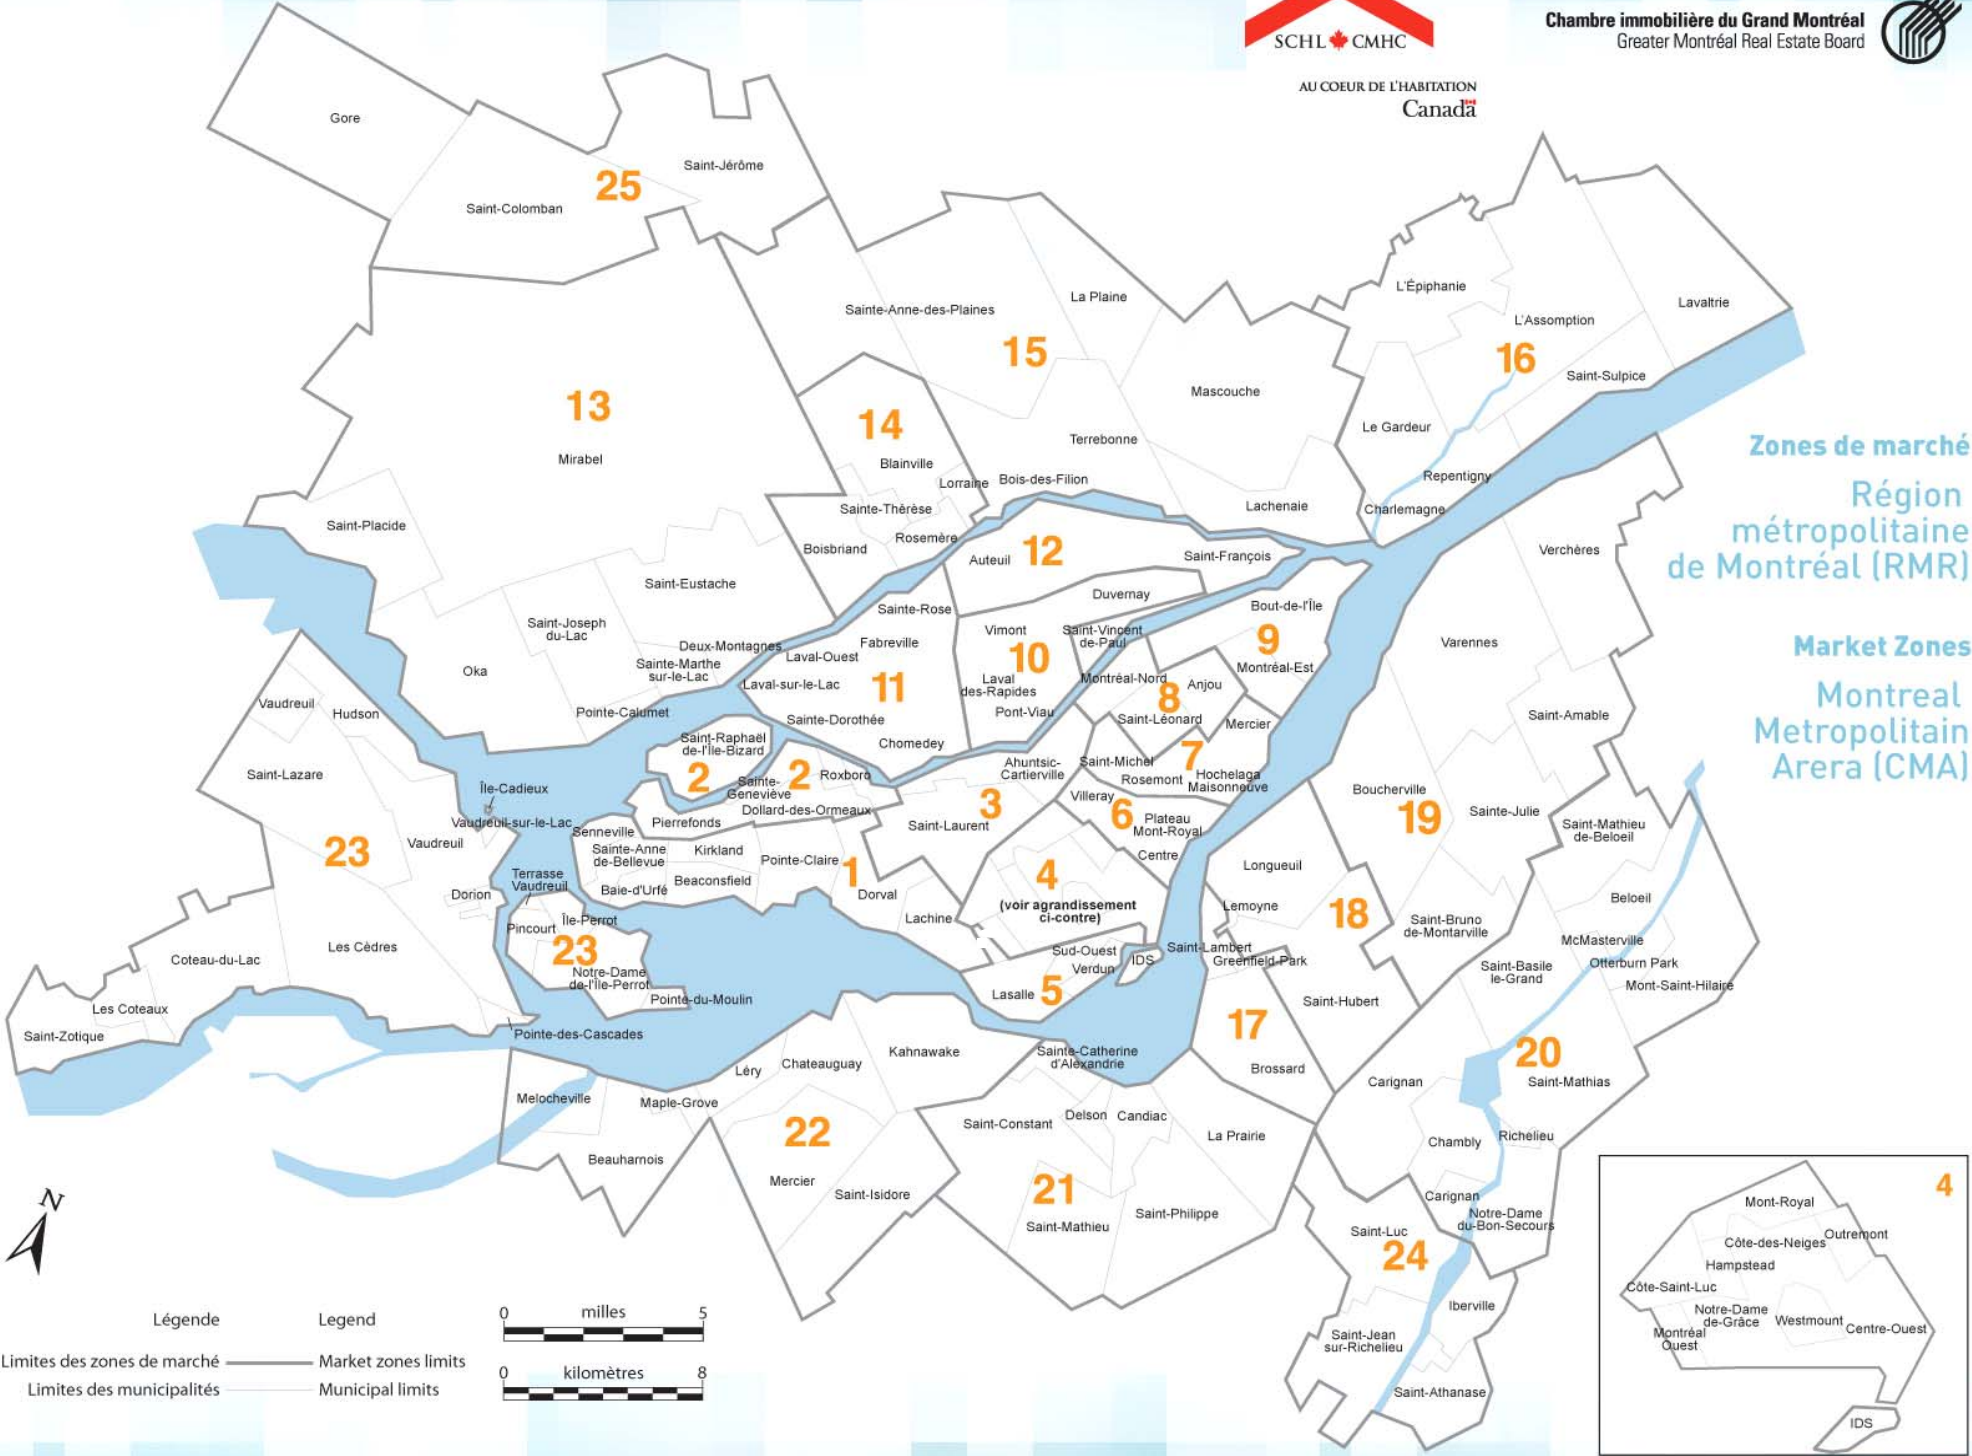 SCHL CMHC
AU COEUR DE L'HABITATION
Canada
Chambre immobilière du Grand Montréal
Greater Montréal Real Estate Board
Gore
Saint-Jérôme
25
Saint-Colomban
L'Épiphanie
La Plaine
Lavaltrie
Sainte-Anne-des-Plaines
L'Assomption
15
16
Saint-Sulpice
Mascouche
13
14
Le Gardeur
Terrebonne
Mirabel
Blainville
Lorraine
Bois-des-Filion
Repentigny
Sainte-Thérèse
Lachenaie
Charlemagne
Saint-Placide
Rosemère
Boisbriand
12
Auteuil
Saint-François
Verchères
Saint-Eustache
Duvernay
Sainte-Rose
Bout-de-l'Île
Saint-Joseph
du-Lac
Vimont
Saint-Vincent
de-Paul
9
Varennes
Deux-Montagnes
Fabreville
Laval-Ouest
10
Sainte-Marthe
sur-le-Lac
Oka
Montréal-Est
Laval-sur-le-Lac
11
Laval
des-Rapides
Montréal-Nord
8
Anjou
Vaudreuil
Hudson
Pointe-Calumet
Sainte-Dorothée
Pont-Viau
Saint-Léonard
Mercier
Saint-Amable
Saint-Raphaël
de-l'Île-Bizard
Chomedey
Saint-Lazare
2
Sainte-
Geneviève
2
Roxboro
Ahuntsic-
Cartierville
Saint-Michel
7
Rosemont
Hochelaga
Maisonneuve
Île-Cadieux
Dollard-des-Ormeaux
3
Villeray
Boucherville
19
Sainte-Julie
Vaudreuil-sur-le-Lac
Pierrefonds
Saint-Laurent
6
Plateau
Mont-Royal
Saint-Mathieu
de-Beloeil
Senneville
23
Vaudreuil
Sainte-Anne
de-Bellevue
Kirkland
Pointe-Claire
1
Centre
Longueuil
Terrasse
Vaudreuil
Baie-d'Urfé
Beaconsfield
Dorval
4
(voir agrandissement
ci-contre)
Dorion
Lachine
Lemoyne
18
Beloeil
Pincourt
Île-Perrot
Saint-Bruno
de-Montarville
Les Cèdres
23
Sud-Ouest
Saint-Lambert
McMasterville
Coteau-du-Lac
Verdun
IDS
Greenfield-Park
Otterburn Park
Notre-Dame
de-l'Île-Perrot
Saint-Basile
le-Grand
Mont-Saint-Hilaire
Lasalle
5
Pointe-du-Moulin
Saint-Hubert
Les Coteaux
17
Saint-Zotique
Pointe-des-Cascades
20
Kahnawake
Sainte-Catherine
d'Alexandrie
Chateauguay
Léry
Brossard
Carignan
Saint-Mathias
Melocheville
Maple-Grove
Saint-Constant
Delson
Candiac
22
La Prairie
Chambly
Richelieu
Beauharnois
Mercier
Saint-Isidore
21
Carignan
Saint-Mathieu
Saint-Philippe
Notre-Dame
du-Bon-Secours
Saint-Luc
24
Iberville
Saint-Jean
sur-Richelieu
Saint-Athanase
Zones de marché
Région
métropolitaine
de Montréal (RMR)
Market Zones
Montreal
Metropolitain
Arera (CMA)
4
Mont-Royal
Outremont
Côte-des-Neiges
Hampstead
Côte-Saint-Luc
Notre-Dame
de-Grâce
Westmount
Centre-Ouest
Montréal
Ouest
IDS
N
Légende
Legend
Limites des zones de marché
Market zones limits
Limites des municipalités
Municipal limits
0 milles 5
0 kilomètres 8